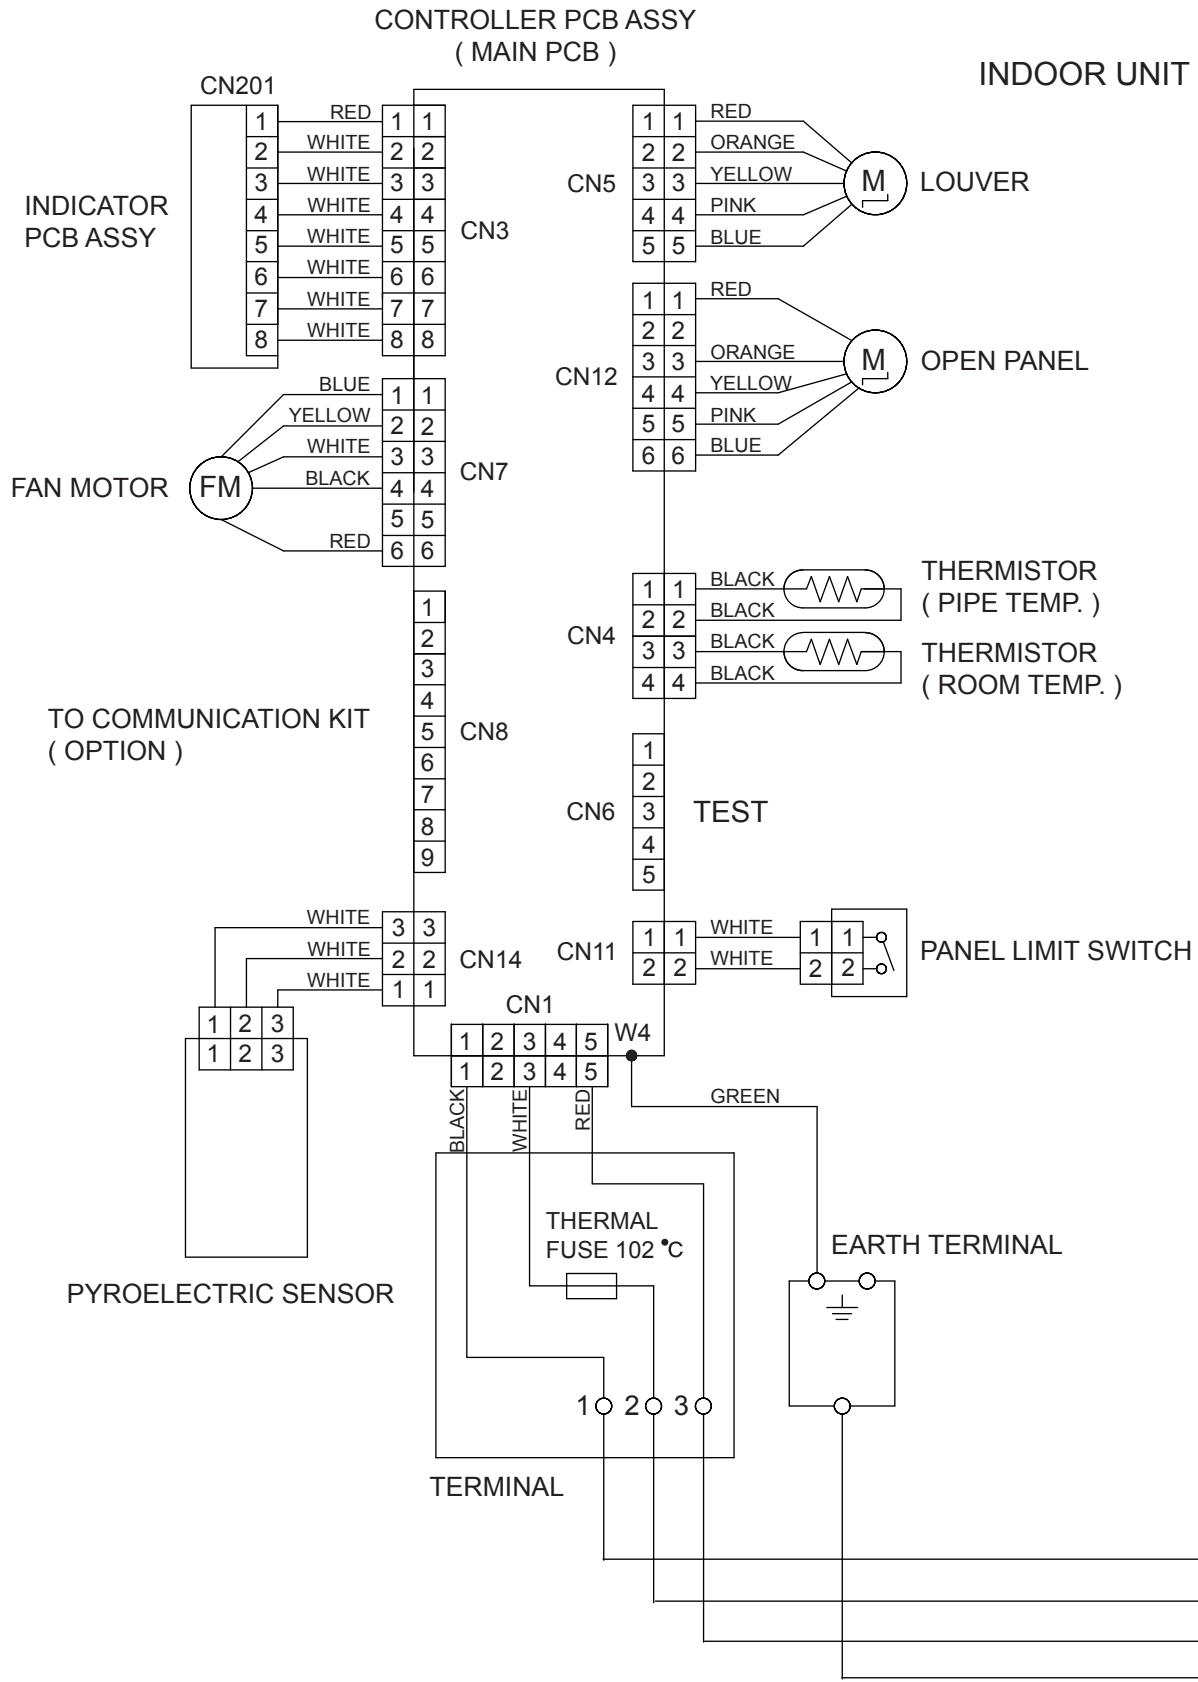 CONTROLLER PCB ASSY
( MAIN PCB )
INDOOR UNIT
CN201
INDICATOR
PCB ASSY
1 RED 1 1
2 WHITE 2 2
3 WHITE 3 3
4 WHITE 4 4
5 WHITE 5 5
6 WHITE 6 6
7 WHITE 7 7
8 WHITE 8 8
CN3
CN5
1 1 RED
2 2 ORANGE
3 3 YELLOW
4 4 PINK
5 5 BLUE
M
LOUVER
CN12
1 1 RED
2 2
3 3 ORANGE
4 4 YELLOW
5 5 PINK
6 6 BLUE
M
OPEN PANEL
FAN MOTOR
FM
BLUE 1 1
YELLOW 2 2
WHITE 3 3
BLACK 4 4
5 5
RED 6 6
CN7
CN4
1 1 BLACK
2 2 BLACK
3 3 BLACK
4 4 BLACK
THERMISTOR
( PIPE TEMP. )
THERMISTOR
( ROOM TEMP. )
TO COMMUNICATION KIT
( OPTION )
1
2
3
4
5
6
7
8
9
CN8
CN6
1
2
3
4
5
TEST
WHITE 3 3
WHITE 2 2
WHITE 1 1
CN14
CN11
1 1 WHITE 1 1
2 2 WHITE 2 2
PANEL LIMIT SWITCH
1 2 3
1 2 3
PYROELECTRIC SENSOR
CN1
1 2 3 4 5
1 2 3 4 5
W4
BLACK
WHITE
RED
GREEN
THERMAL
FUSE 102 °C
EARTH TERMINAL
1 2 3
TERMINAL